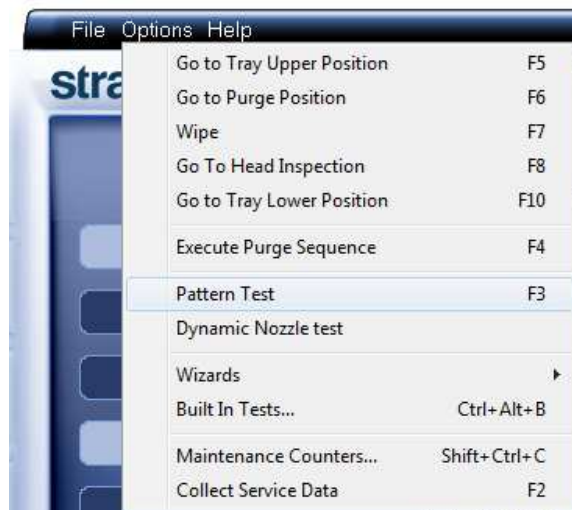 File Options Help
stra
Go to Tray Upper Position F5
Go to Purge Position F6
Wipe F7
Go To Head Inspection F8
Go to Tray Lower Position F10
Execute Purge Sequence F4
Pattern Test F3
Dynamic Nozzle test
Wizards
Built In Tests... Ctrl+Alt+B
Maintenance Counters... Shift+Ctrl+C
Collect Service Data F2